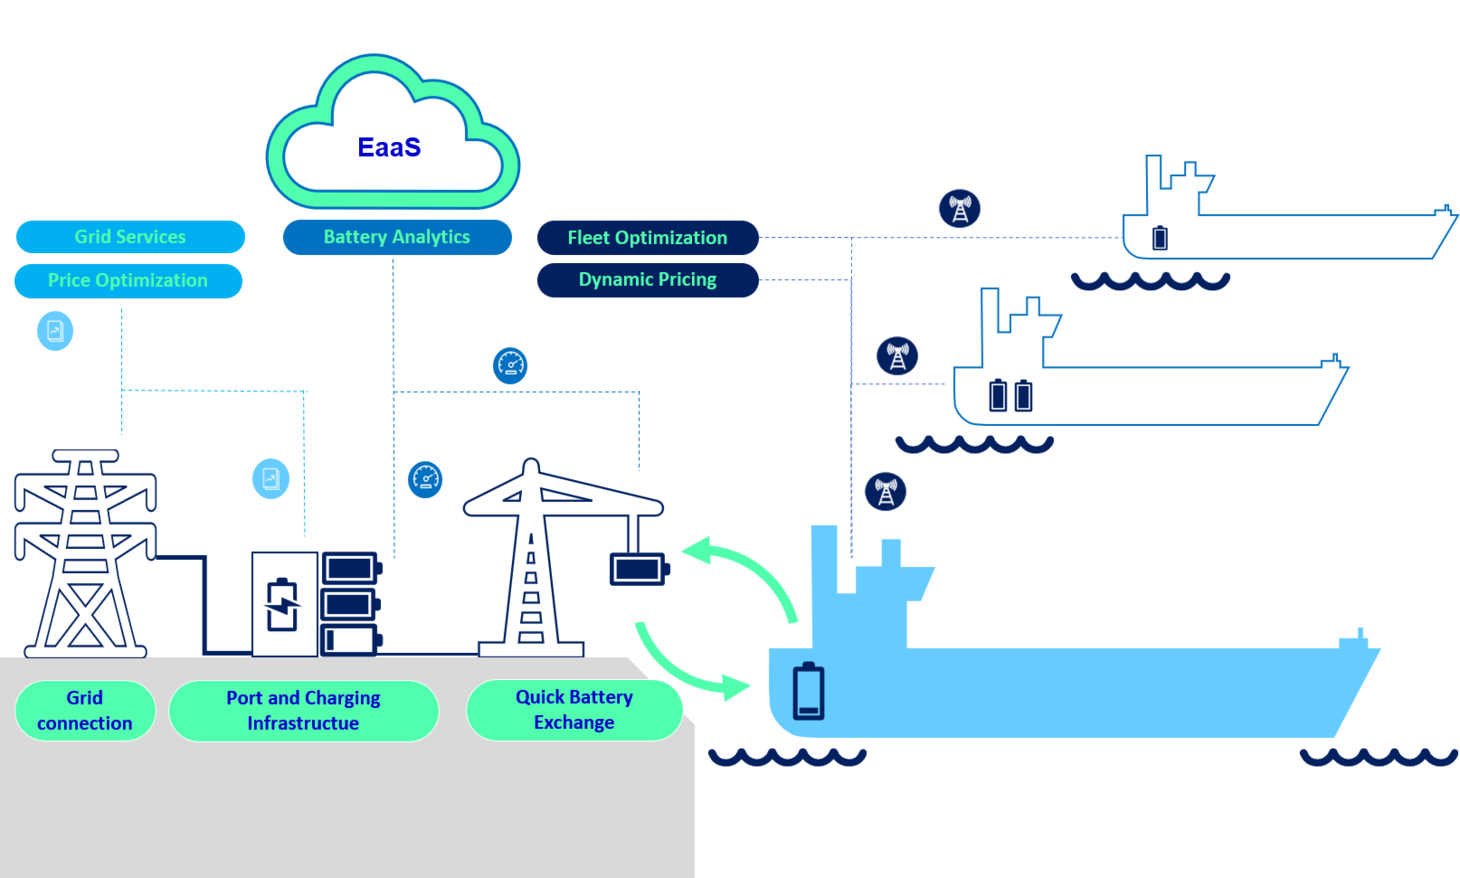 EaaS
Grid Services
Battery Analytics
Fleet Optimization
Price Optimization
Dynamic Pricing
Grid
connection
Port and Charging
Infrastructue
Quick Battery
Exchange